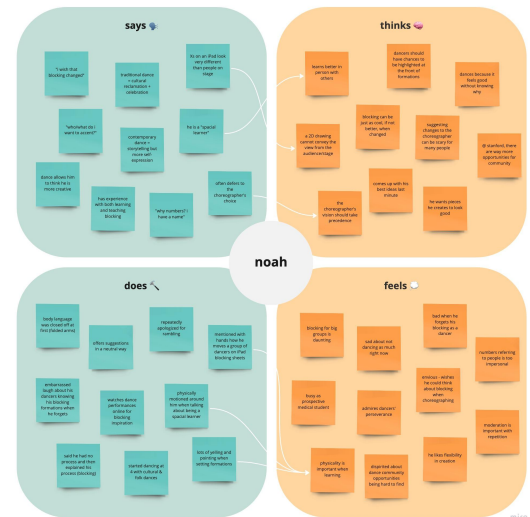 says 🗣
"I wish that
blocking changed"
traditional dance
= cultural
reclamation +
celebration
Xs on an iPad look
very different
than people on
stage
"who/what do I
want to accent?"
contemporary
dance =
compelling but
more self-
expression
he is a "spacial
learner"
dance allows him
to think he is
more creative
has experience
with both learning
and teaching
blocking
"why numbers? I
have a name"
often defers to
the
choreographer's
choice
thinks 🧠
learns better in
person with
others
dancers should
have chances to
be highlighted at
the front of
formations
dances because it
feels good
without knowing
why
a 2D drawing
cannot convey the
view from the
audience/stage
blocking can be
just as cool, if not
better, when
changed
suggesting
changes to the
choreographer
can be scary for
many people
@ stanford, there
are way more
opportunities for
community
the
choreographer's
vision should take
precedence
comes up with his
best ideas last
minute
he wants pieces
he creates to look
good
noah
does 🔨
body language
was closed off at
first (folded arms)
offers suggestions
in a neutral way
repeatedly
apologized for
rambling
mentioned with
hands how he
moves a group of
dancers on iPad
blocking sheets
embarrassed
laugh about his
dancers knowing
his blocking
formations when
he forgets
watches dance
performances
online for
blocking
inspiration
physically
motioned around
him when talking
about being a
spacial learner
said he had no
process and then
explained his
process (blocking)
started dancing at
4 with cultural &
folk dances
lots of yelling and
pointing when
setting formations
feels 💭
blocking for big
groups is
daunting
sad about not
dancing as much
right now
bad when he
forgets his
blocking as a
dancer
numbers referring
to people is too
impersonal
busy as
prospective
medical student
admires dancers'
perseverance
envious - wishes
he could think
about blocking
when
choreographing
moderation is
important with
repetition
physicality is
important when
learning
dispirited about
dance community
opportunities
being hard to find
he likes flexibility
in creation
miro